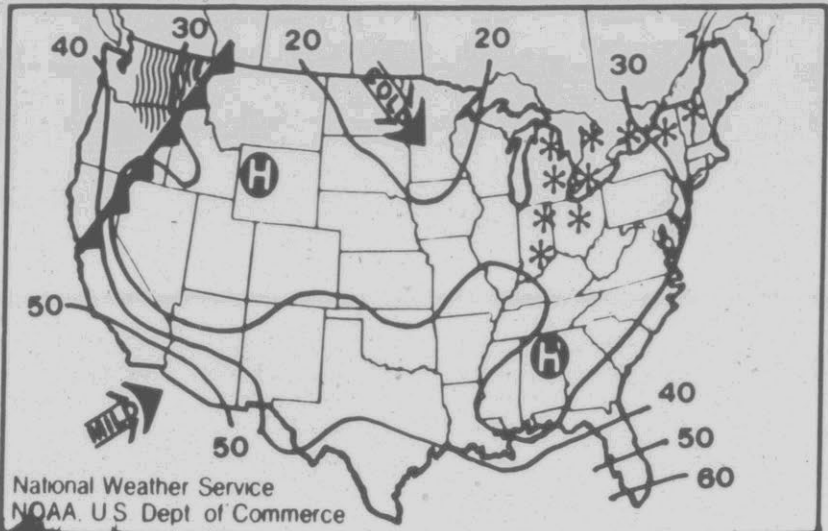 40
30
20
20
30
COLD
H
50
H
MILD
50
40
50
60
National Weather Service
NOAA, U.S. Dept. of Commerce